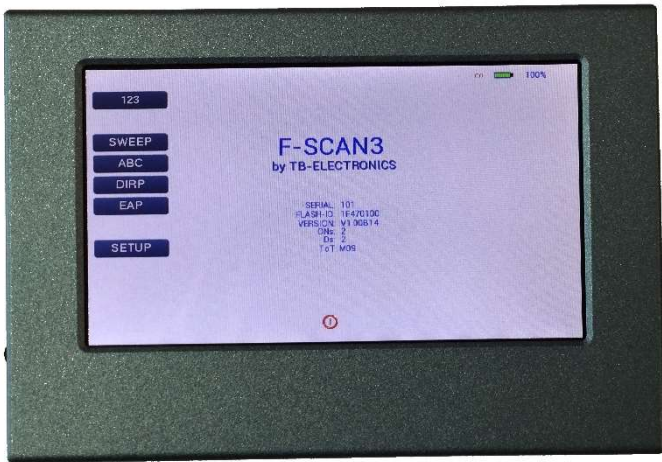 100%
123
SWEEP
ABC
DIRP
EAP
SETUP
F-SCAN3
by TB-ELECTRONICS
SERIAL: 101
FLASH-ID: 1F470100
VERSION: V1.00B14
ONs: 2
Ds: 2
ToT: M09